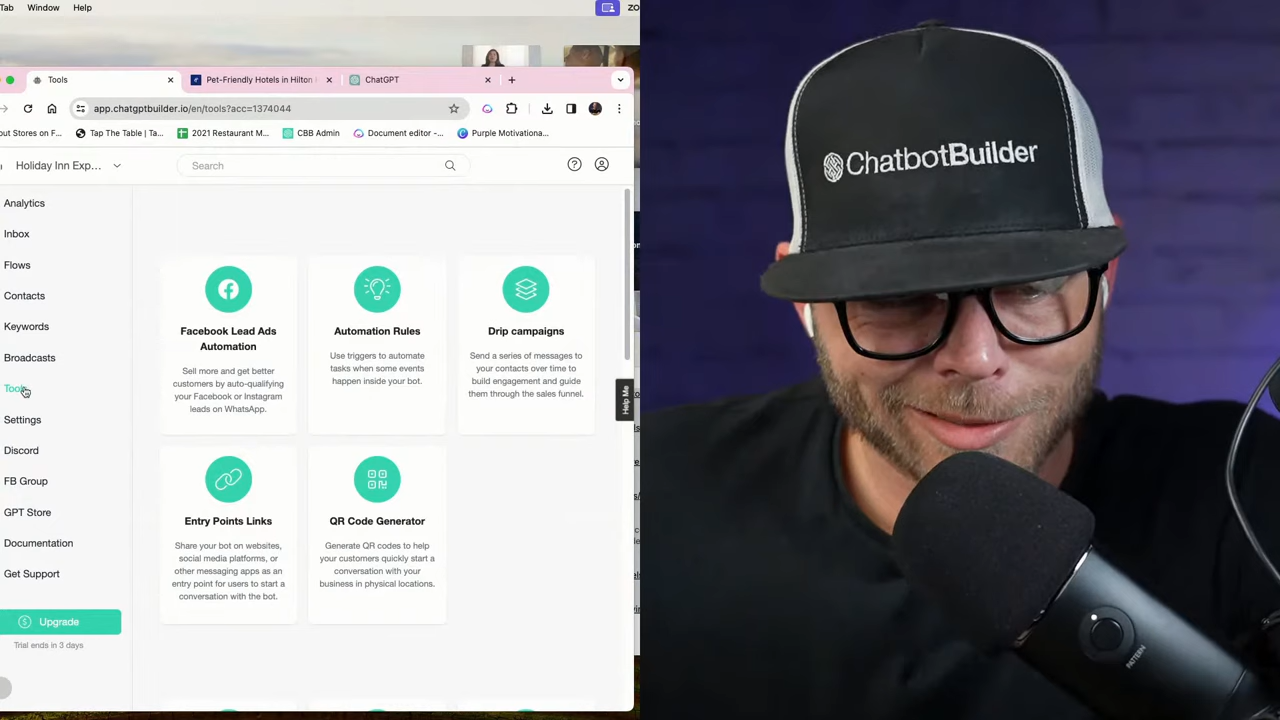 Tab Window Help
ZO
Tools
Pet-Friendly Hotels in Hilton
ChatGPT
app.chatgptbuilder.io/en/tools?acc=1374044
out Stores on F...
Tap The Table | Ta...
2021 Restaurant M...
CBB Admin
Document editor -...
Purple Motivationa...
Holiday Inn Exp...
Search
Analytics
Inbox
Flows
Contacts
Keywords
Broadcasts
Tools
Settings
Discord
FB Group
GPT Store
Documentation
Get Support
Upgrade
Trial ends in 3 days
Facebook Lead Ads
Automation
Sell more and get better
customers by auto-qualifying
your Facebook or Instagram
leads on WhatsApp.
Automation Rules
Use triggers to automate
tasks when some events
happen inside your bot.
Drip campaigns
Send a series of messages to
your contacts over time to
build engagement and guide
them through the sales funnel.
Entry Points Links
Share your bot on websites,
social media platforms, or
other messaging apps as an
entry point for users to start a
conversation with the bot.
QR Code Generator
Generate QR codes to help
your customers quickly start a
conversation with your
business in physical locations.
Help Me
ChatbotBuilder
PATTERN